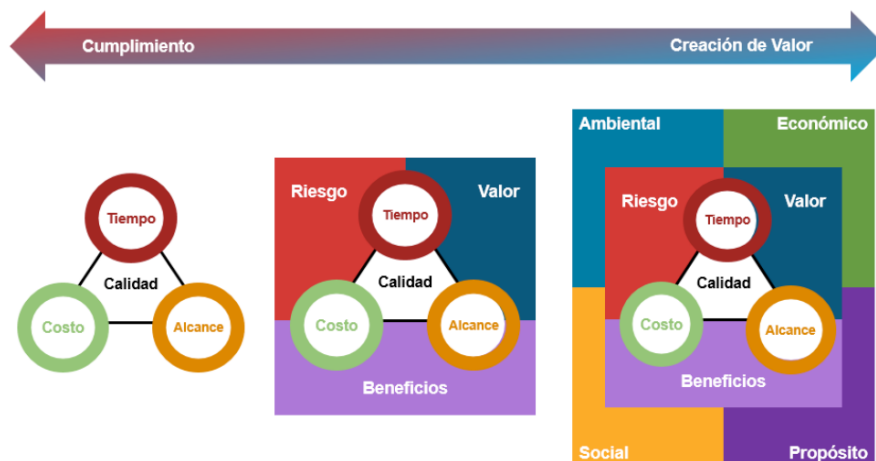 Cumplimiento
Creación de Valor
Tiempo
Calidad
Costo
Alcance
Riesgo
Valor
Tiempo
Calidad
Costo
Alcance
Beneficios
Ambiental
Económico
Riesgo
Valor
Tiempo
Calidad
Costo
Alcance
Beneficios
Social
Propósito